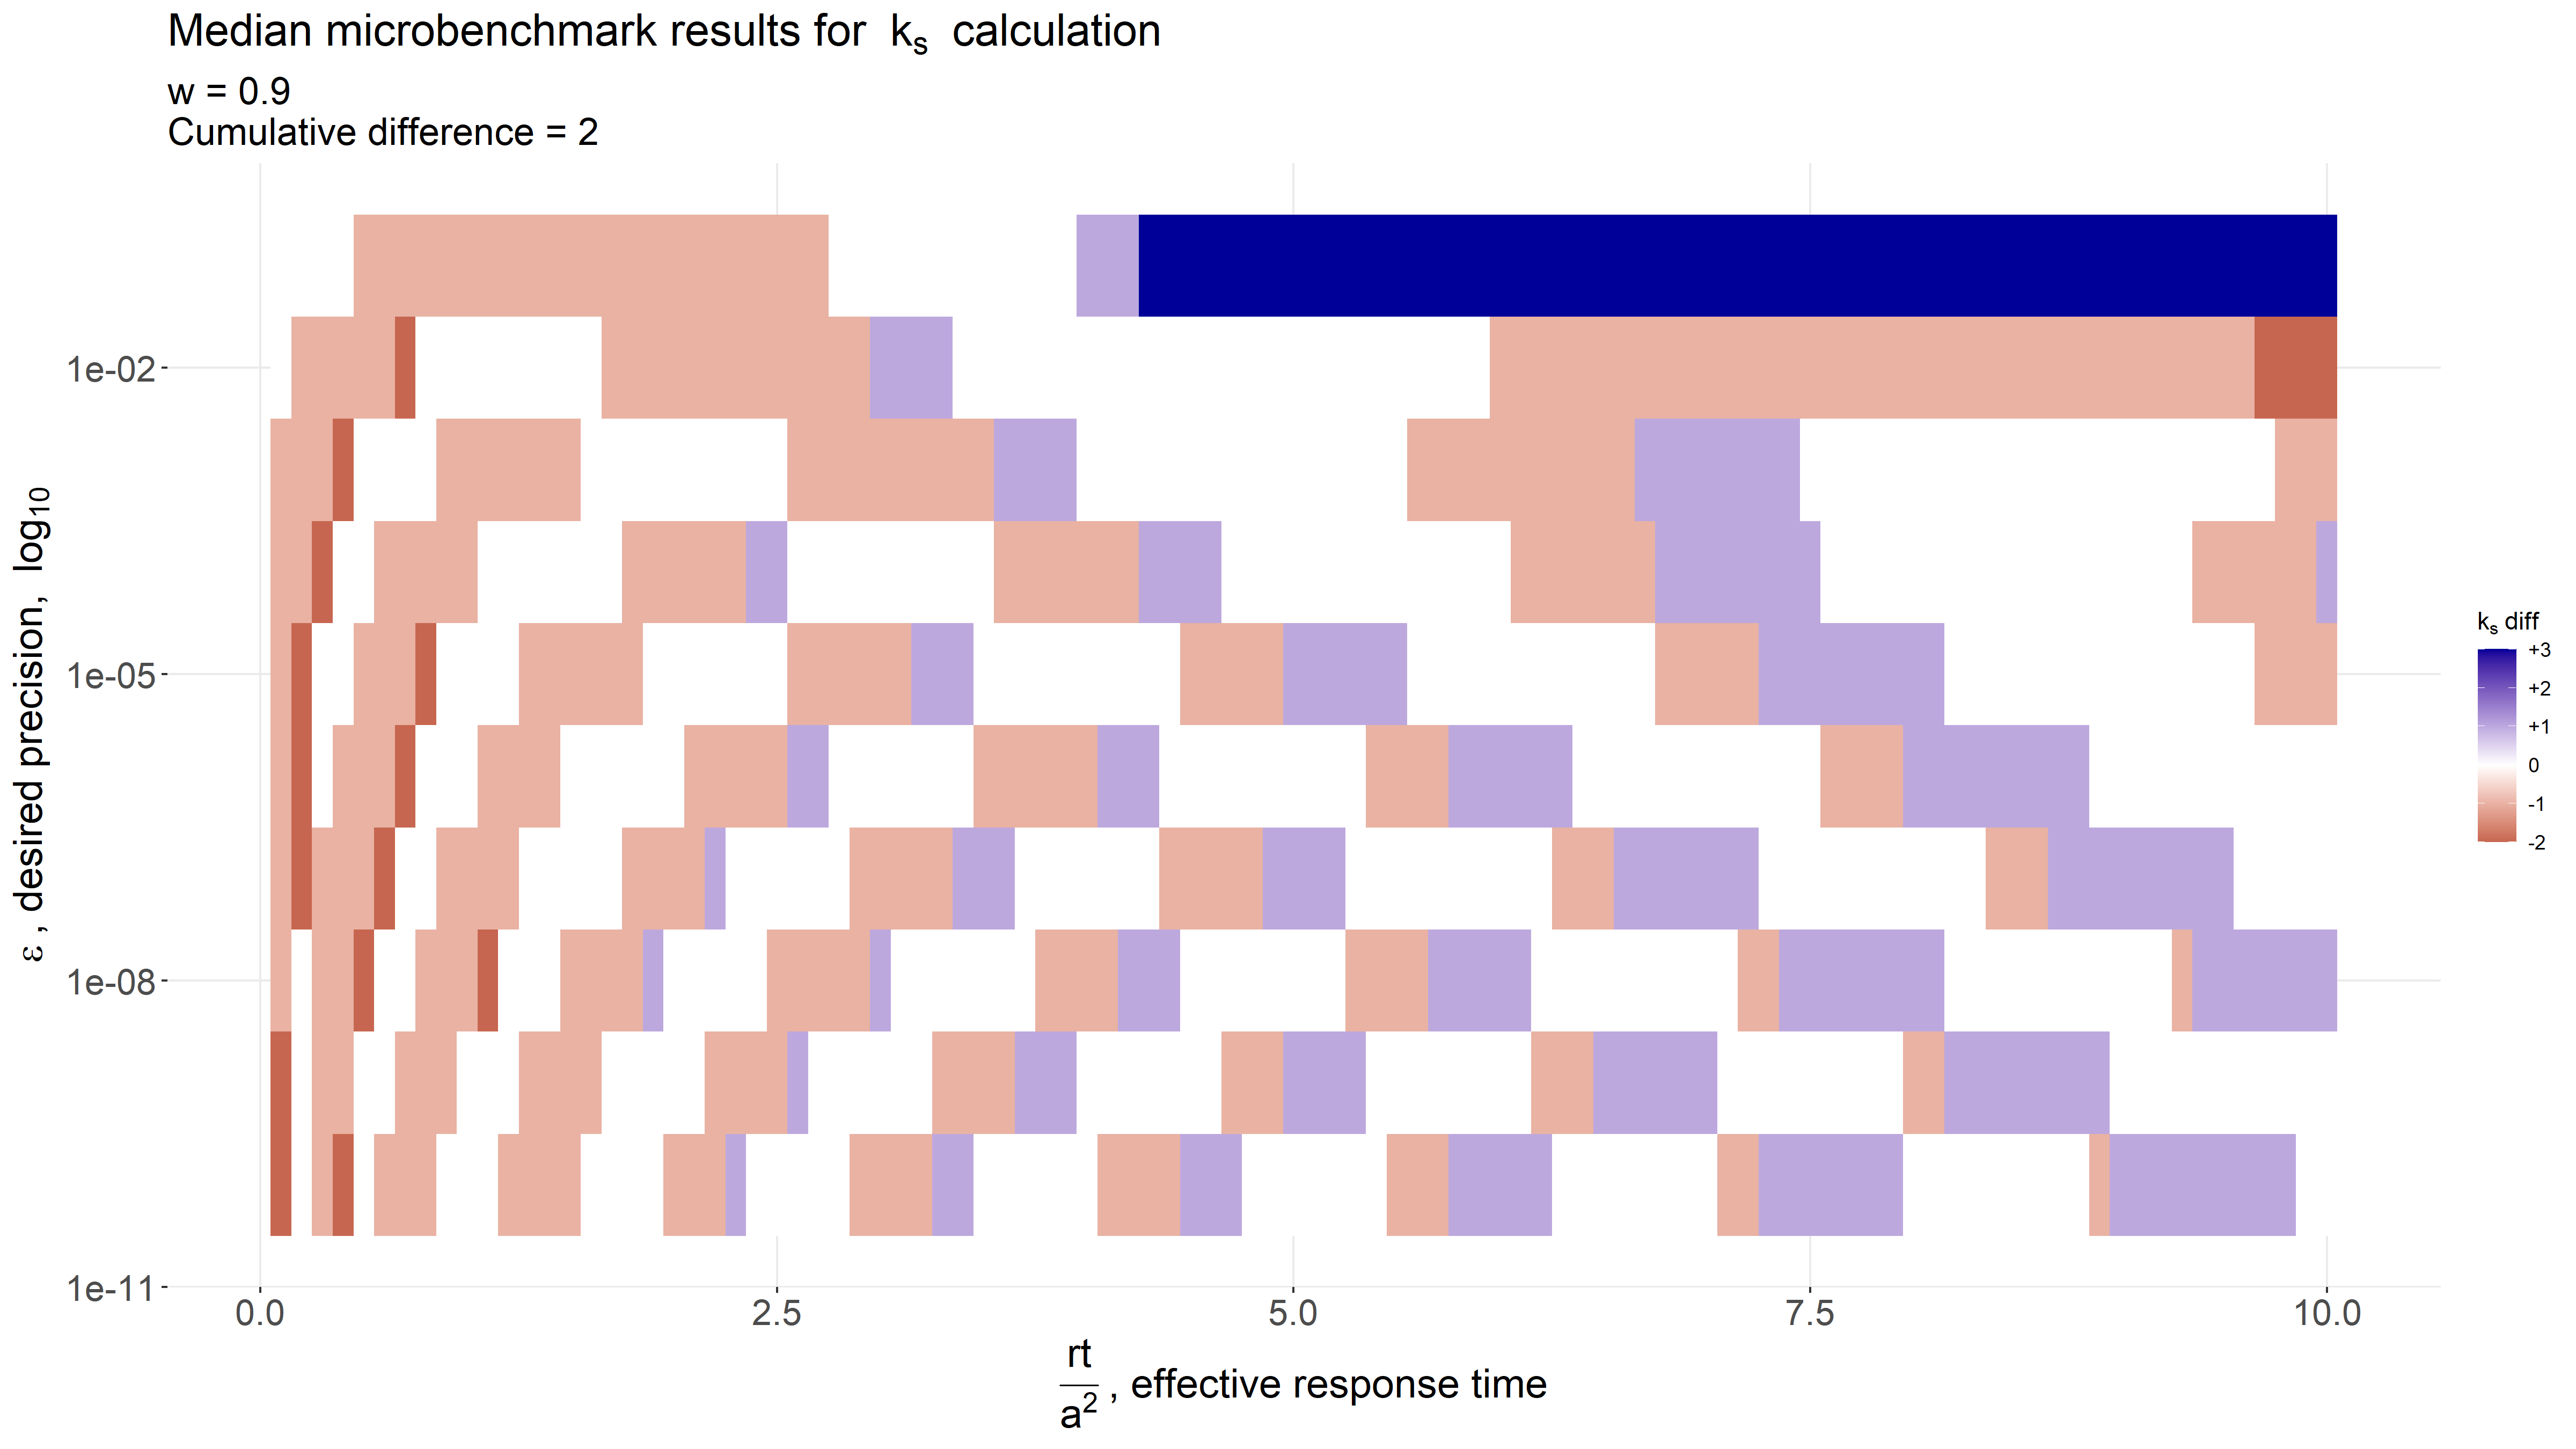 Median microbenchmark results for kₛ calculation
w = 0.9
Cumulative difference = 2
ε , desired precision, log₁₀
1e-02
1e-05
1e-08
1e-11
0.0
2.5
5.0
7.5
10.0
rt
a²
, effective response time
kₛ diff
+3
+2
+1
0
-1
-2